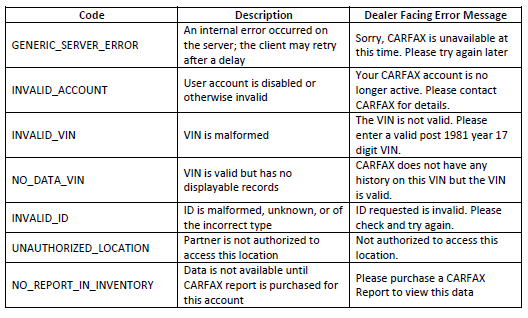 Code Description Dealer Facing Error Message
GENERIC_SERVER_ERROR
An internal error occurred on
the server; the client may retry
after a delay
Sorry, CARFAX is unavailable at
this time. Please try again later
INVALID_ACCOUNT
User account is disabled or
otherwise invalid
Your CARFAX account is no
longer active. Please contact
CARFAX for details.
INVALID_VIN
VIN is malformed
The VIN is not valid. Please
enter a valid post 1981 year 17
digit VIN.
NO_DATA_VIN
VIN is valid but has no
displayable records
CARFAX does not have any
history on this VIN but the VIN
is valid.
INVALID_ID
ID is malformed, unknown, or of
the incorrect type
ID requested is invalid. Please
check and try again.
UNAUTHORIZED_LOCATION
Partner is not authorized to
access this location
Not authorized to access this
location.
NO_REPORT_IN_INVENTORY
Data is not available until
CARFAX report is purchased for
this account
Please purchase a CARFAX
Report to view this data